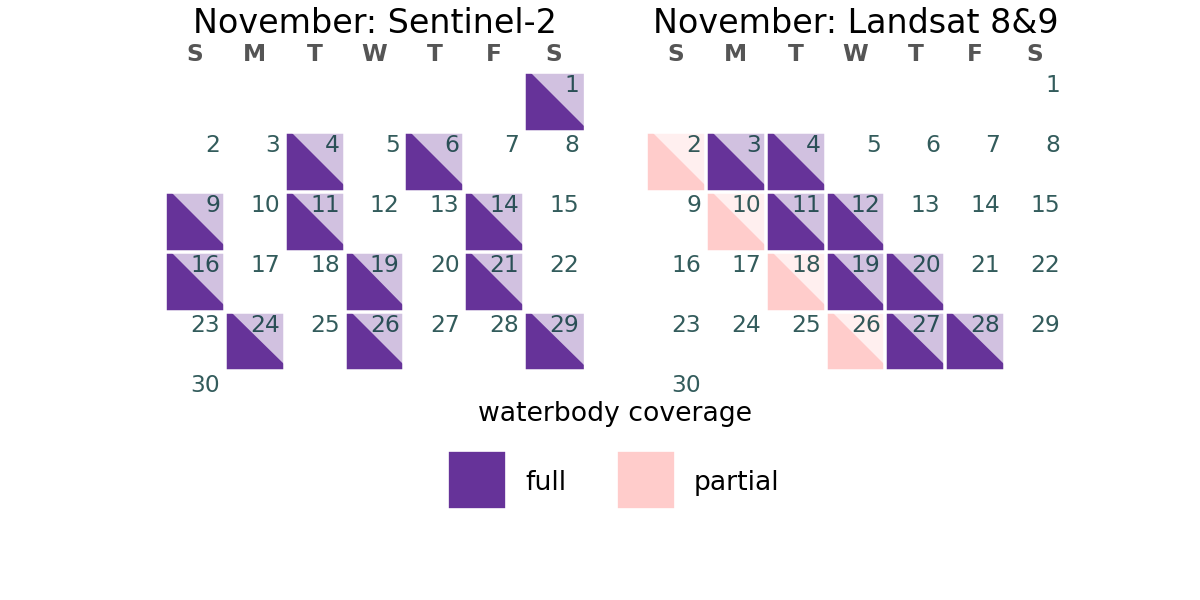 November: Sentinel-2
S M T W T F S
1
2 3 4 5 6 7 8
9 10 11 12 13 14 15
16 17 18 19 20 21 22
23 24 25 26 27 28 29
30
November: Landsat 8&9
S M T W T F S
1
2 3 4 5 6 7 8
9 10 11 12 13 14 15
16 17 18 19 20 21 22
23 24 25 26 27 28 29
30
waterbody coverage
full partial